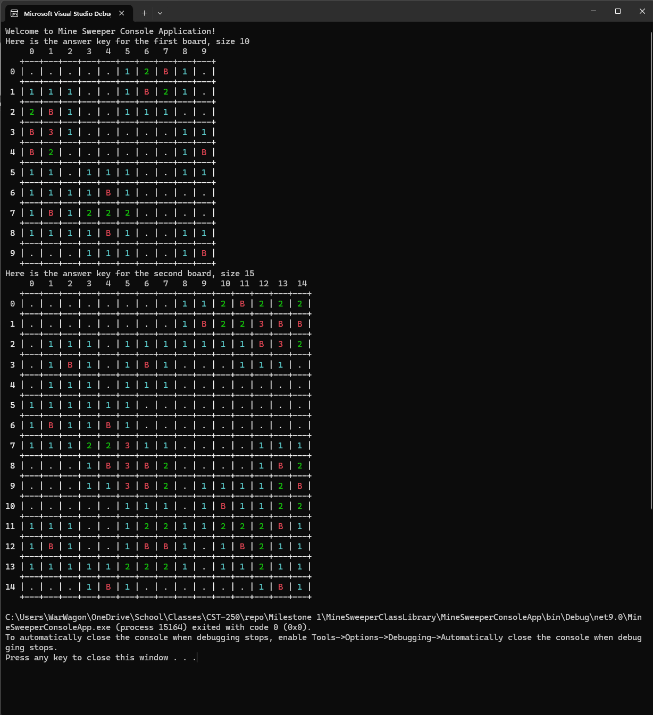 Microsoft Visual Studio Debu
Welcome to Mine Sweeper Console Application!
Here is the answer key for the first board, size 10
0 1 2 3 4 5 6 7 8 9
0 | . | . | . | . | . | 1 | 2 | B | 1 | . |
1 | 1 | 1 | 1 | . | . | 1 | B | 2 | 1 | . |
2 | 2 | B | 1 | . | . | 1 | 1 | 1 | . | . |
3 | B | 3 | 1 | . | . | . | . | . | 1 | 1 |
4 | B | 2 | . | . | . | . | . | . | 1 | B |
5 | 1 | 1 | . | 1 | 1 | 1 | . | . | 1 | 1 |
6 | 1 | 1 | 1 | 1 | B | 1 | . | . | . | . |
7 | 1 | B | 1 | 2 | 2 | 2 | . | . | . | . |
8 | 1 | 1 | 1 | 1 | B | 1 | . | . | 1 | 1 |
9 | . | . | . | 1 | 1 | 1 | . | . | 1 | B |
Here is the answer key for the second board, size 15
0 1 2 3 4 5 6 7 8 9 10 11 12 13 14
0 | . | . | . | . | . | . | . | . | 1 | 1 | 2 | B | 2 | 2 | 2 |
1 | . | . | . | . | . | . | . | . | 1 | B | 2 | 2 | 3 | B | B |
2 | . | 1 | 1 | 1 | . | 1 | 1 | 1 | 1 | 1 | 1 | 1 | B | 3 | 2 |
3 | . | 1 | B | 1 | . | 1 | B | 1 | . | . | . | 1 | 1 | 1 | . |
4 | . | 1 | 1 | 1 | . | 1 | 1 | 1 | . | . | . | . | . | . | . |
5 | 1 | 1 | 1 | 1 | 1 | 1 | . | . | . | . | . | . | . | . | . |
6 | 1 | B | 1 | 1 | B | 1 | . | . | . | . | . | . | . | . | . |
7 | 1 | 1 | 1 | 2 | 2 | 3 | 1 | 1 | . | . | . | . | 1 | 1 | 1 |
8 | . | . | . | 1 | B | 3 | B | 2 | . | . | . | . | 1 | B | 2 |
9 | . | . | . | 1 | 1 | 3 | B | 2 | . | 1 | 1 | 1 | 1 | 2 | B |
10 | . | . | . | . | . | 1 | 1 | 1 | . | 1 | B | 1 | 1 | 2 | 2 |
11 | 1 | 1 | 1 | . | . | 1 | 2 | 2 | 1 | 1 | 2 | 2 | 2 | B | 1 |
12 | 1 | B | 1 | . | . | 1 | B | B | 1 | . | 1 | B | 2 | 1 | 1 |
13 | 1 | 1 | 1 | 1 | 1 | 2 | 2 | 2 | 1 | . | 1 | 1 | 2 | 1 | 1 |
14 | . | . | . | 1 | B | 1 | . | . | . | . | . | . | 1 | B | 1 |
C:\Users\WarWagon\OneDrive\School\Classes\CST-250\repo\Milestone 1\MineSweeperClassLibrary\MineSweeperConsoleApp\bin\Debug\net9.0\Min
eSweeperConsoleApp.exe (process 15164) exited with code 0 (0x0).
To automatically close the console when debugging stops, enable Tools->Options->Debugging->Automatically close the console when debug
ging stops.
Press any key to close this window . . .